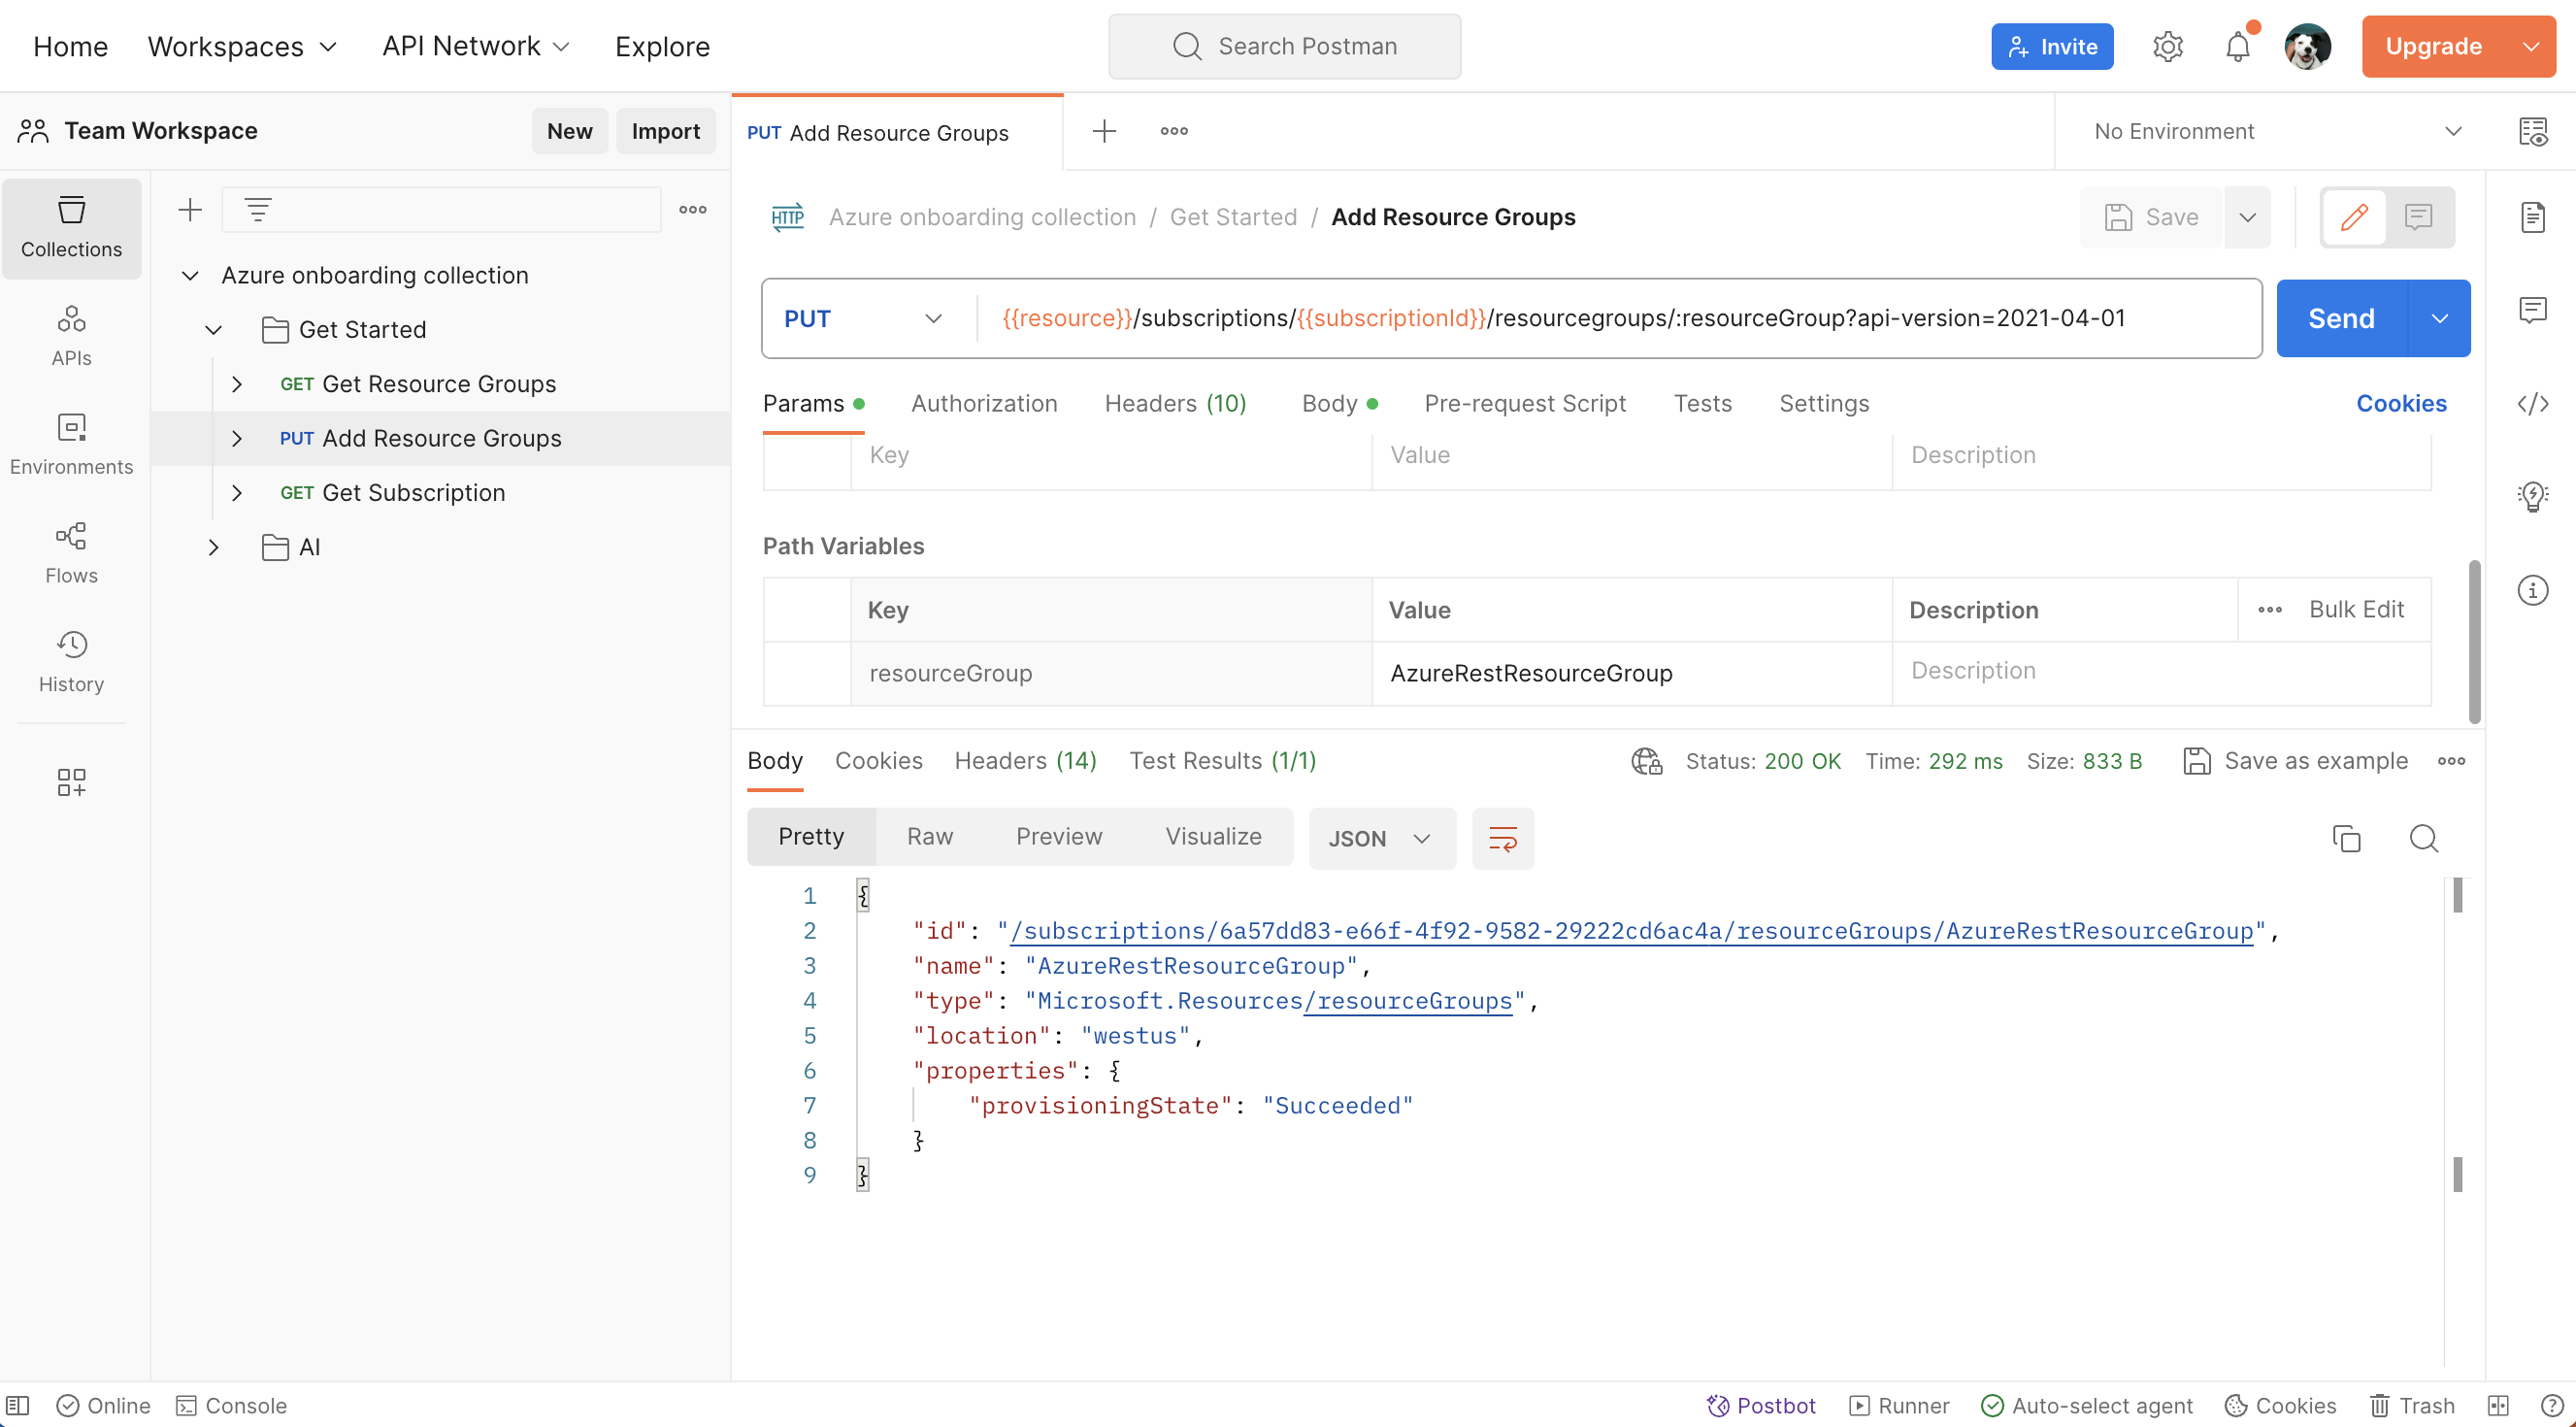 Home Workspaces API Network Explore Search Postman Invite Upgrade
Team Workspace New Import
PUT Add Resource Groups
No Environment
Collections
APIs
Environments
Flows
History
Azure onboarding collection
Get Started
GET Get Resource Groups
PUT Add Resource Groups
GET Get Subscription
AI
HTTP Azure onboarding collection / Get Started / Add Resource Groups Save
PUT {{resource}}/subscriptions/{{subscriptionId}}/resourcegroups/:resourceGroup?api-version=2021-04-01 Send
Params Authorization Headers (10) Body Pre-request Script Tests Settings Cookies
Key Value Description
Path Variables
Key Value Description Bulk Edit
resourceGroup AzureRestResourceGroup Description
Body Cookies Headers (14) Test Results (1/1) Status: 200 OK Time: 292 ms Size: 833 B Save as example
Pretty Raw Preview Visualize JSON
1 {
2 "id": "/subscriptions/6a57dd83-e66f-4f92-9582-29222cd6ac4a/resourceGroups/AzureRestResourceGroup",
3 "name": "AzureRestResourceGroup",
4 "type": "Microsoft.Resources/resourceGroups",
5 "location": "westus",
6 "properties": {
7 "provisioningState": "Succeeded"
8 }
9 }
Online Console Postbot Runner Auto-select agent Cookies Trash